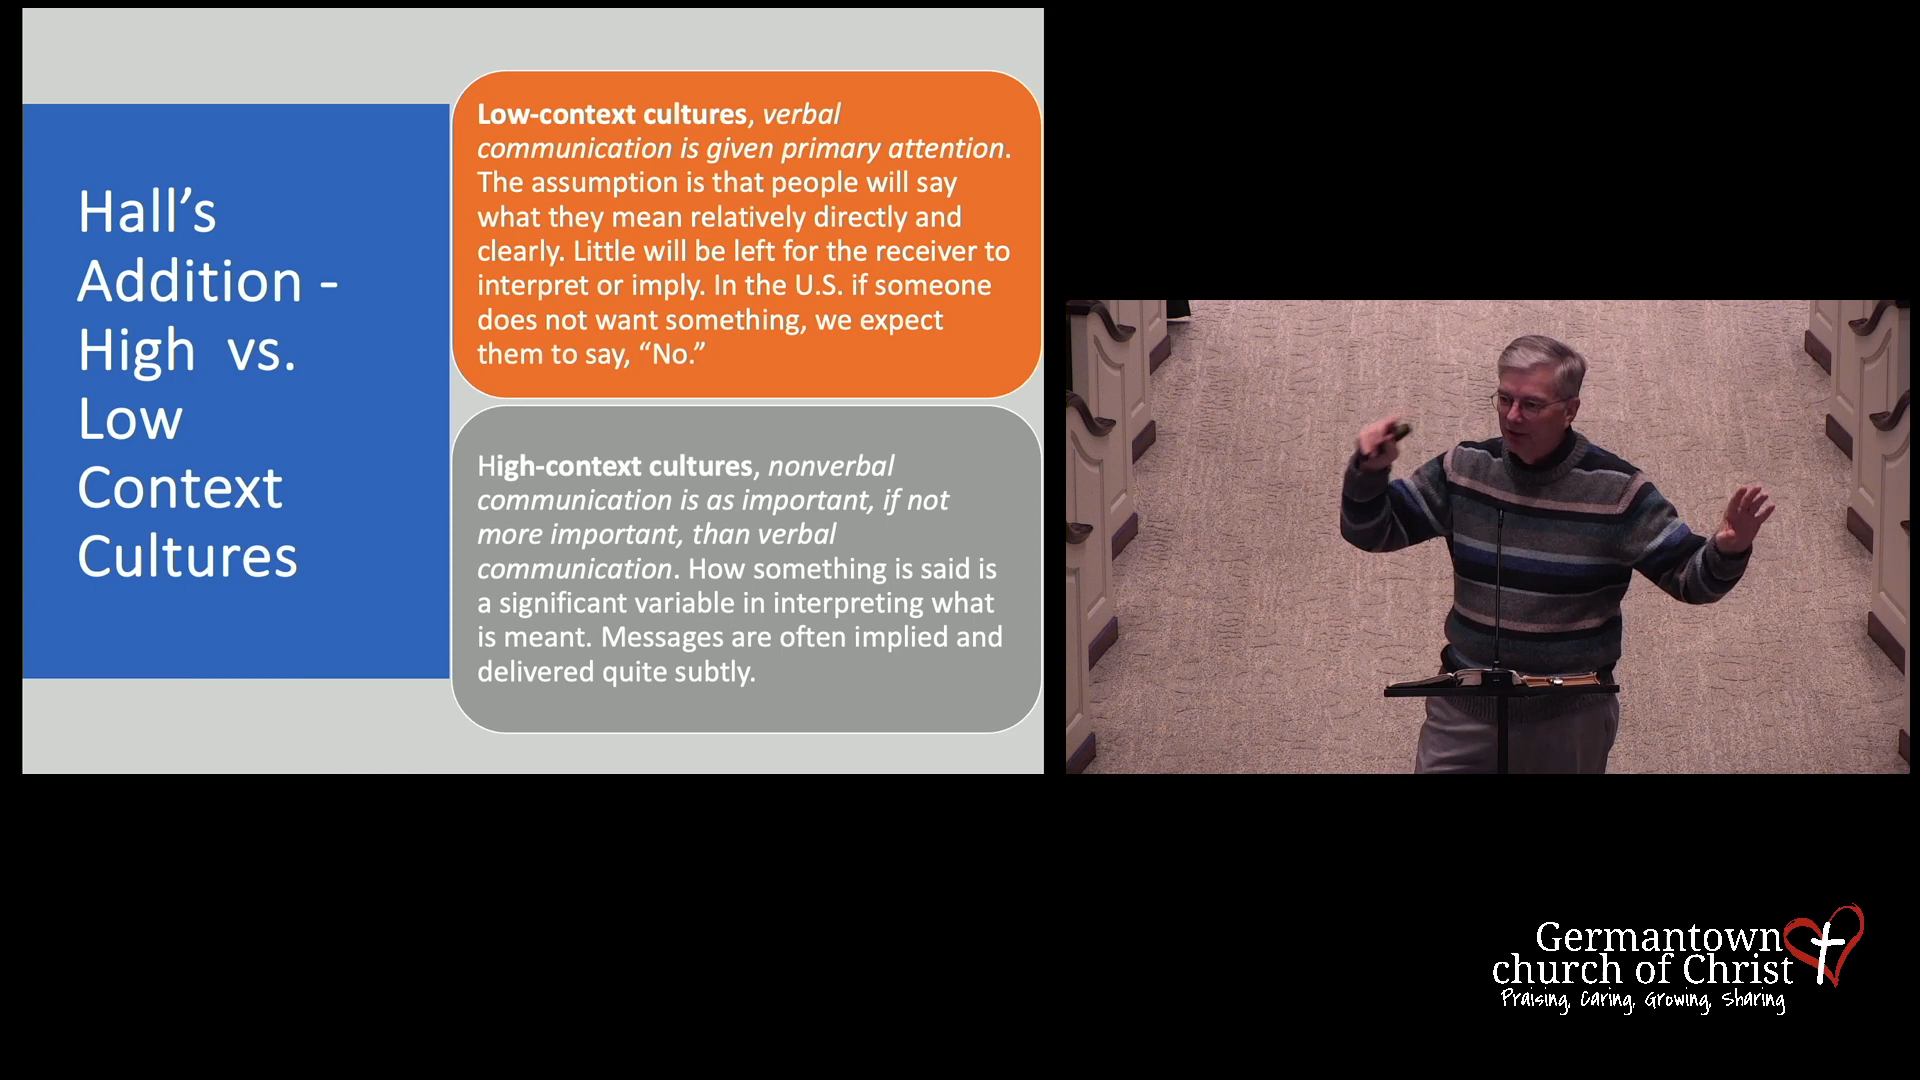 Hall’s
Addition -
High vs.
Low
Context
Cultures
Low-context cultures, verbal
communication is given primary attention.
The assumption is that people will say
what they mean relatively directly and
clearly. Little will be left for the receiver to
interpret or imply. In the U.S. if someone
does not want something, we expect
them to say, “No.”
High-context cultures, nonverbal
communication is as important, if not
more important, than verbal
communication. How something is said is
a significant variable in interpreting what
is meant. Messages are often implied and
delivered quite subtly.
Germantown
church of Christ
Praising, Caring, Growing, Sharing